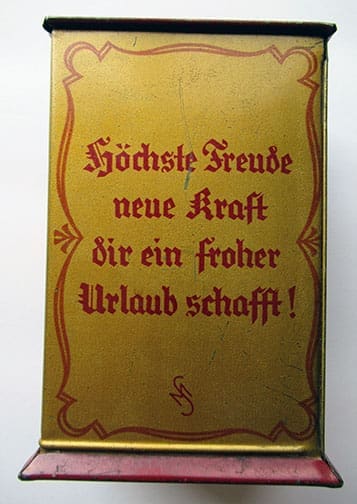 Höchste Freude
neue Kraft
dir ein froher
Urlaub schafft!